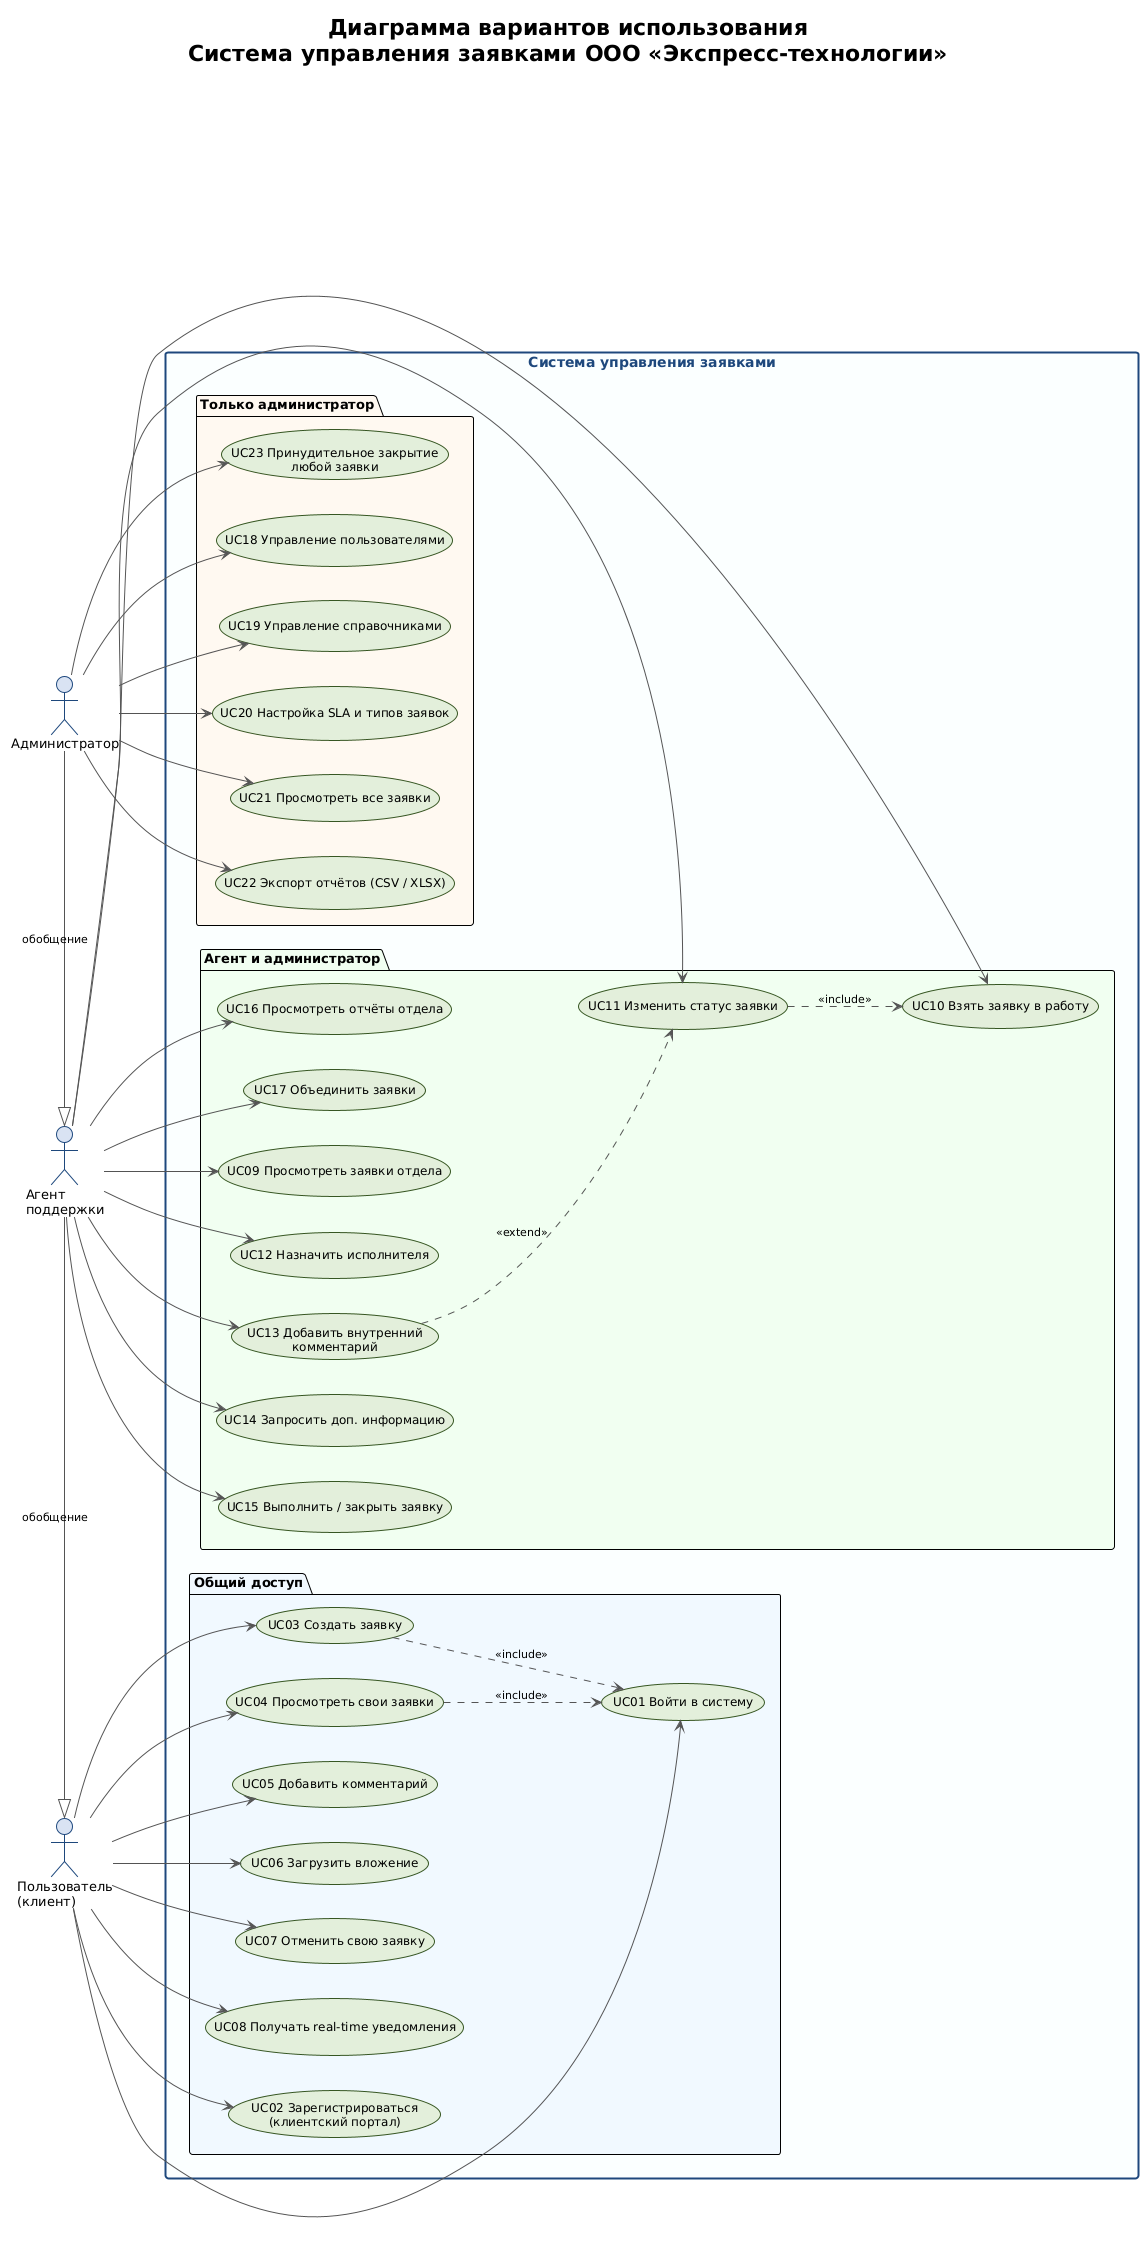 Диаграмма вариантов использования
Система управления заявками ООО «Экспресс-технологии»
Система управления заявками
Только администратор
UC23 Принудительное закрытие
любой заявки
UC18 Управление пользователями
UC19 Управление справочниками
UC20 Настройка SLA и типов заявок
Администратор
UC21 Просмотреть все заявки
UC22 Экспорт отчётов (CSV / XLSX)
обобщение
Агент и администратор
UC16 Просмотреть отчёты отдела
UC11 Изменить статус заявки
«include»
UC10 Взять заявку в работу
UC17 Объединить заявки
UC09 Просмотреть заявки отдела
Агент
поддержки
«extend»
UC12 Назначить исполнителя
UC13 Добавить внутренний
комментарий
UC14 Запросить доп. информацию
UC15 Выполнить / закрыть заявку
обобщение
Общий доступ
UC03 Создать заявку
«include»
UC04 Просмотреть свои заявки
«include»
UC01 Войти в систему
UC05 Добавить комментарий
UC06 Загрузить вложение
Пользователь
(клиент)
UC07 Отменить свою заявку
UC08 Получать real-time уведомления
UC02 Зарегистрироваться
(клиентский портал)